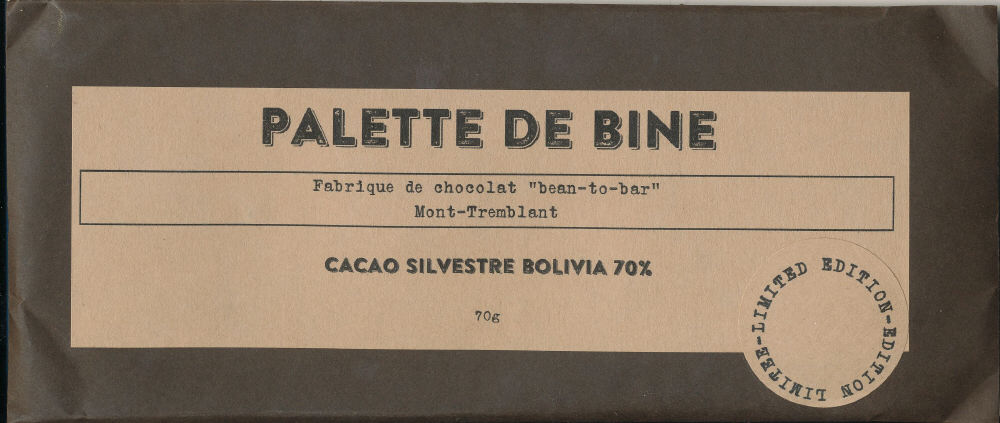 PALETTE DE BINE
Fabrique de chocolat "bean-to-bar"
Mont-Tremblant
CACAO SILVESTRE BOLIVIA 70%
70g
LIMITED EDITION-EDITION LIMITEE-